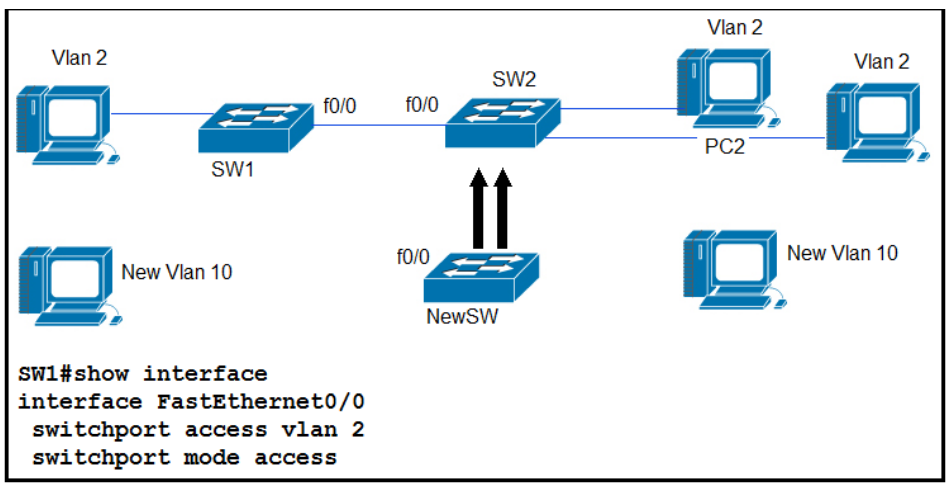 Vlan 2
Vlan 2
Vlan 2
SW2
f0/0
f0/0
SW1
PC2
New Vlan 10
f0/0
New Vlan 10
NewSW
SW1#show interface
interface FastEthernet0/0
switchport access vlan 2
switchport mode access